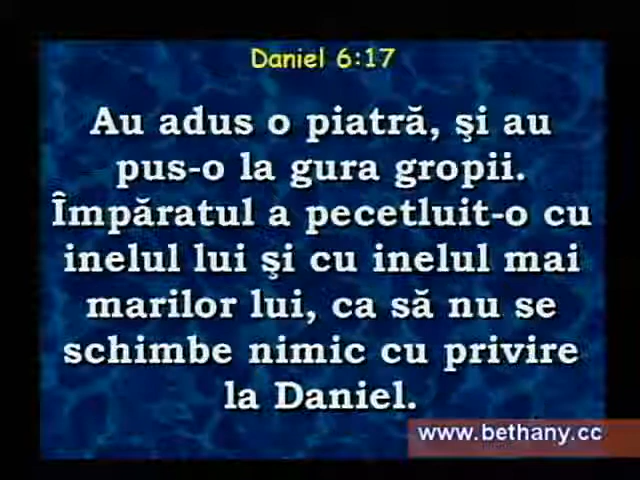 Daniel 6:17
Au adus o piatră, şi au
pus-o la gura gropii.
Împăratul a pecetluit-o cu
inelul lui şi cu inelul mai
marilor lui, ca să nu se
schimbe nimic cu privire
la Daniel.
www.bethany.cc